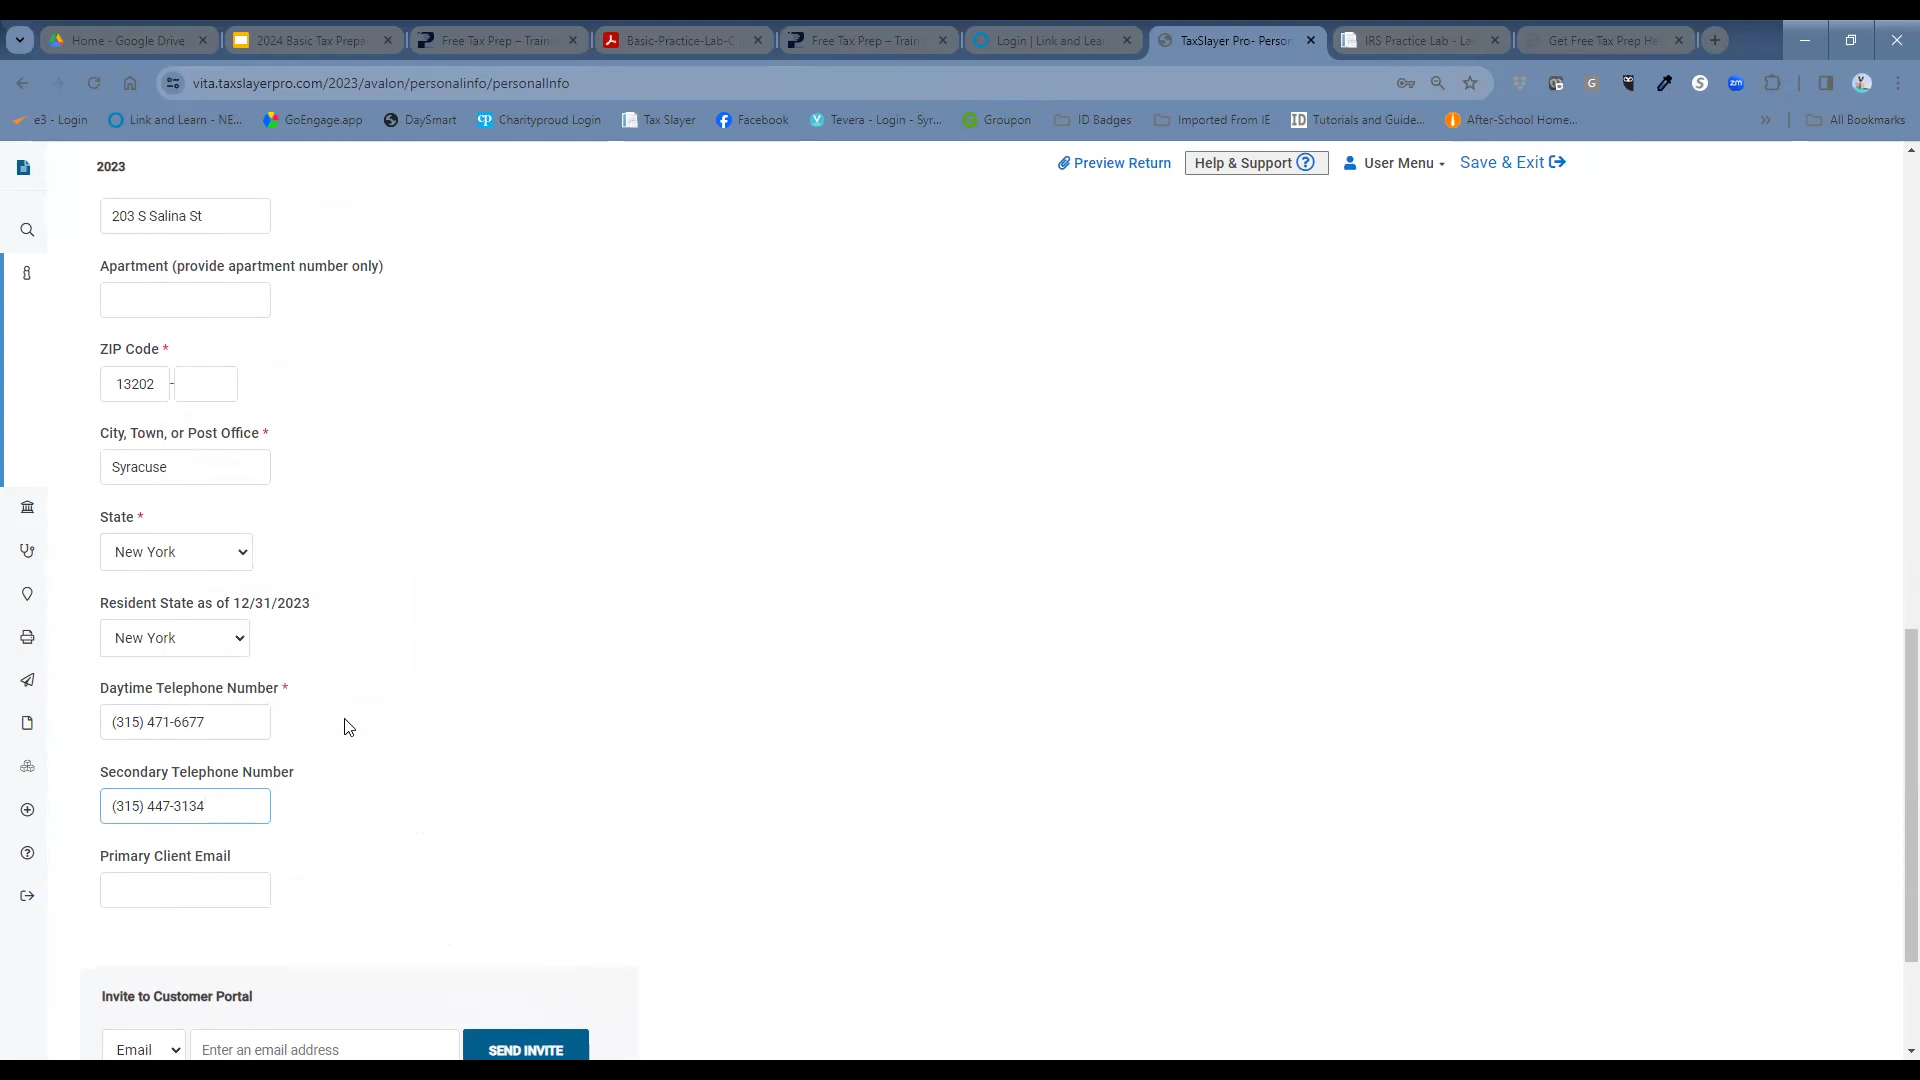 Home - Google Drive
2024 Basic Tax Prepa
Free Tax Prep – Train
Basic-Practice-Lab-C
Free Tax Prep – Train
Login | Link and Lea
TaxSlayer Pro- Perso
IRS Practice Lab - La
Get Free Tax Prep He
vita.taxslayerpro.com/2023/avalon/personalinfo/personalInfo
e3 - Login
Link and Learn - NE...
GoEngage.app
DaySmart
Charityproud Login
Tax Slayer
Facebook
Tevera - Login - Syr...
Groupon
ID Badges
Imported From IE
Tutorials and Guide...
After-School Home...
All Bookmarks
2023
Preview Return
Help & Support
User Menu
Save & Exit
203 S Salina St
Apartment (provide apartment number only)
ZIP Code *
13202 -
City, Town, or Post Office *
Syracuse
State *
New York
Resident State as of 12/31/2023
New York
Daytime Telephone Number *
(315) 471-6677
Secondary Telephone Number
(315) 447-3134
Primary Client Email
Invite to Customer Portal
Email
Enter an email address
SEND INVITE